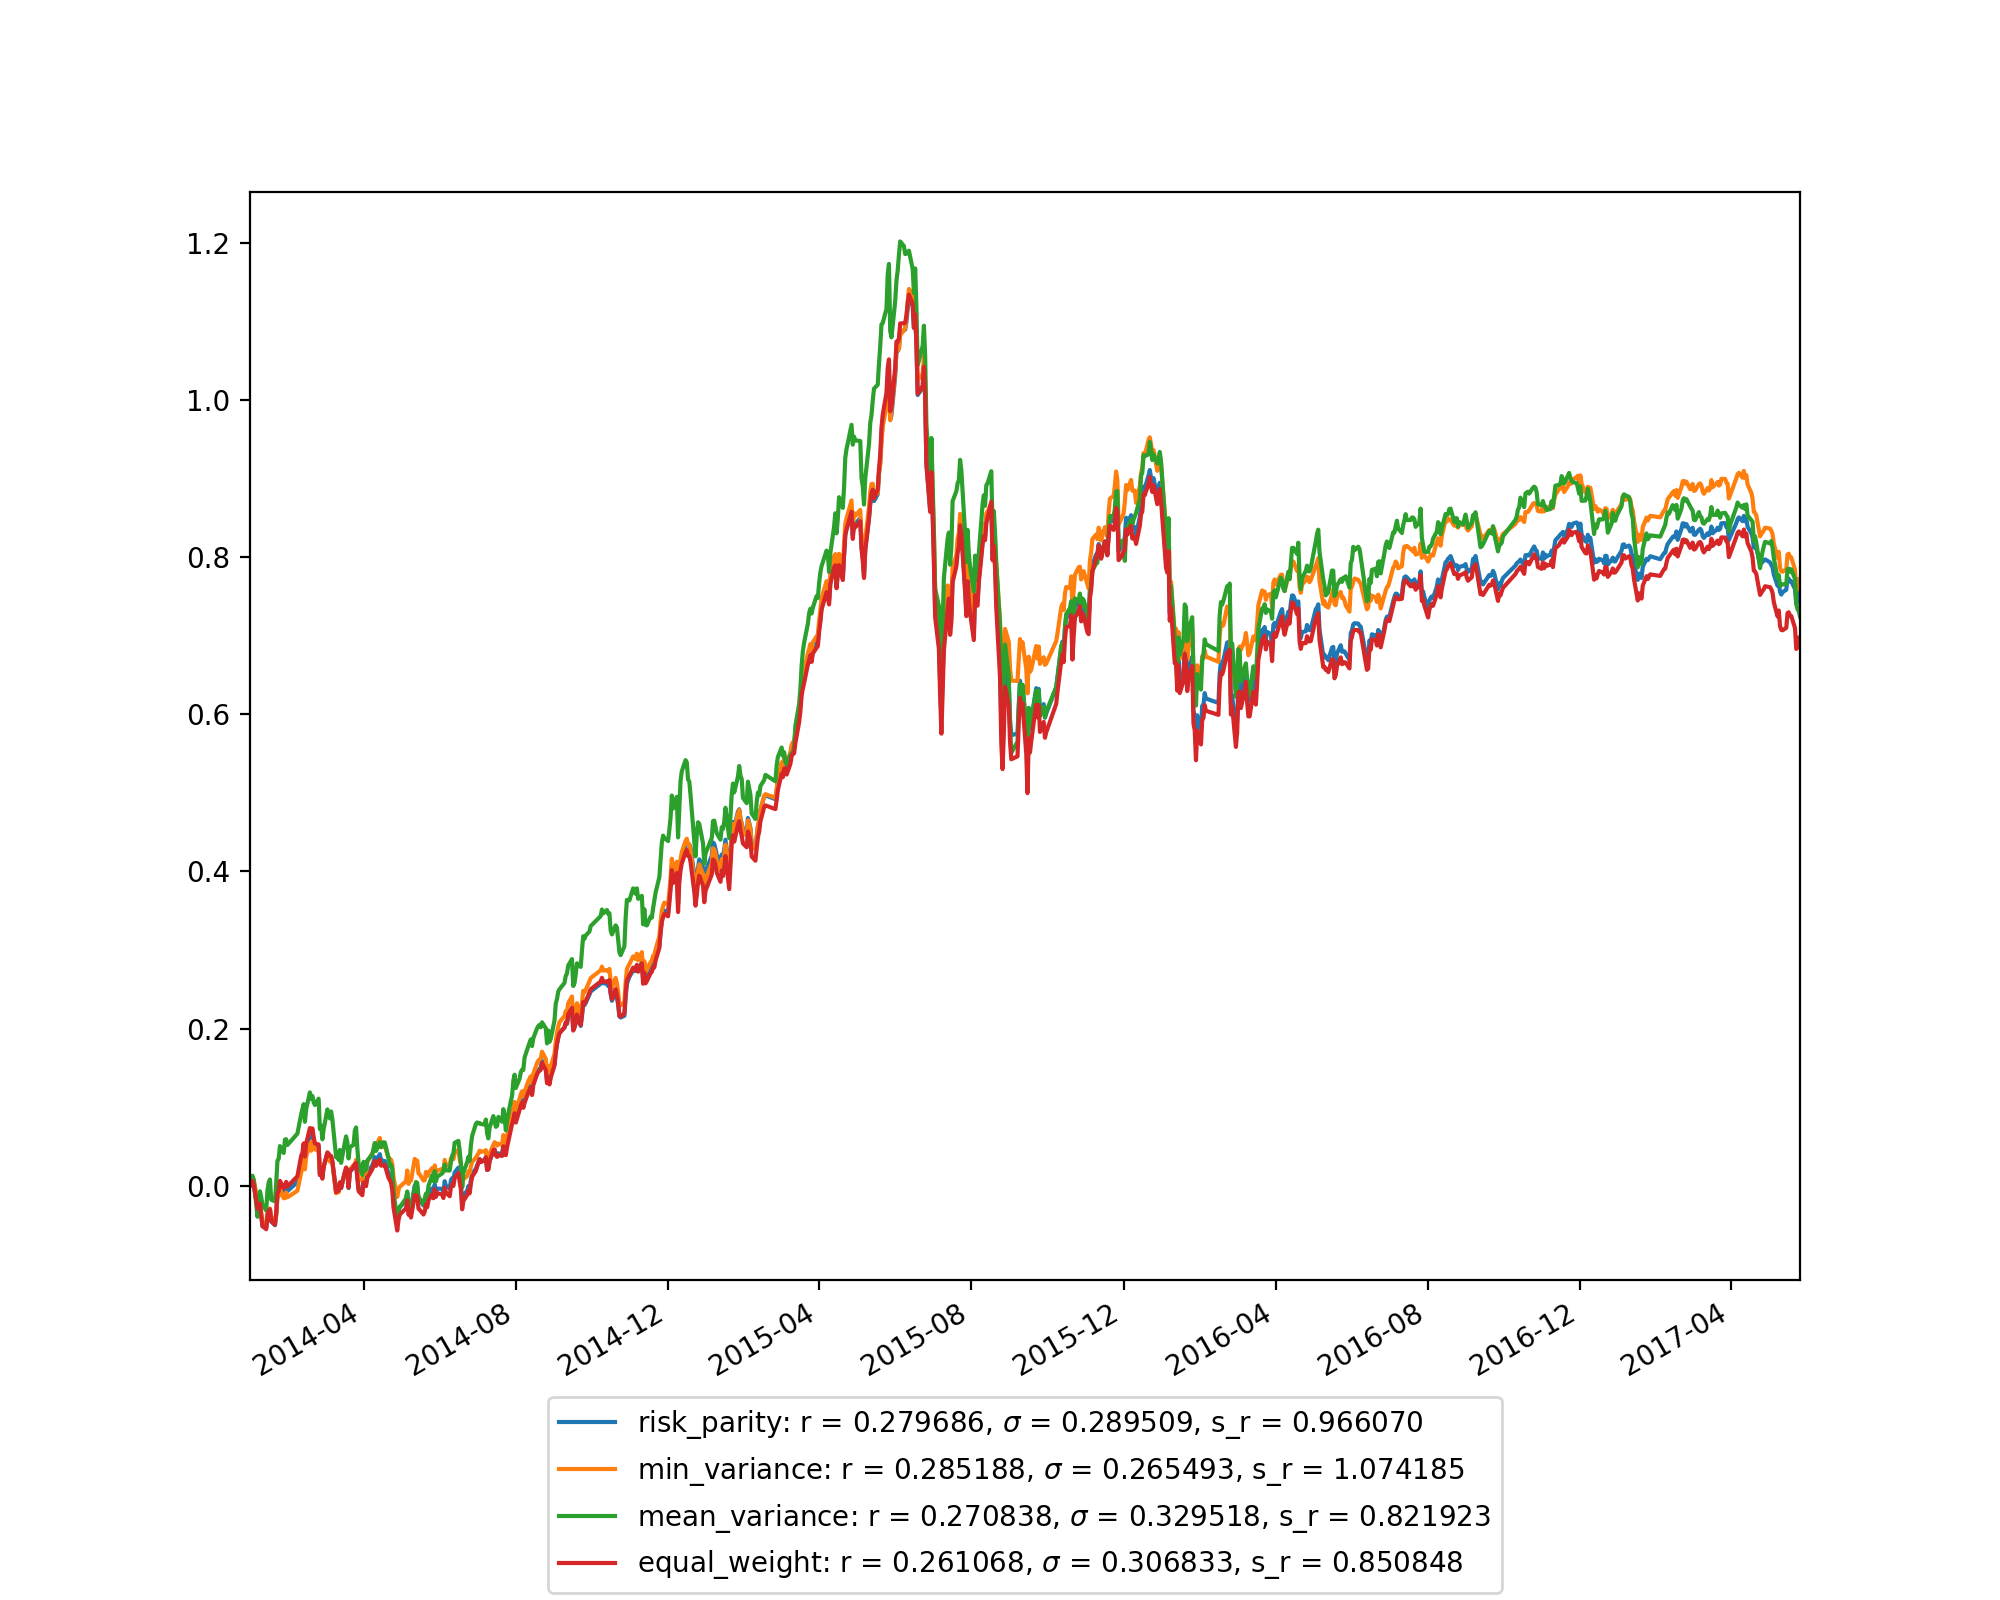 1.2
1.0
0.8
0.6
0.4
0.2
0.0
2014-04 2014-08 2014-12 2015-04 2015-08 2015-12 2016-04 2016-08 2016-12 2017-04
risk_parity: r = 0.279686, σ = 0.289509, s_r = 0.966070
min_variance: r = 0.285188, σ = 0.265493, s_r = 1.074185
mean_variance: r = 0.270838, σ = 0.329518, s_r = 0.821923
equal_weight: r = 0.261068, σ = 0.306833, s_r = 0.850848